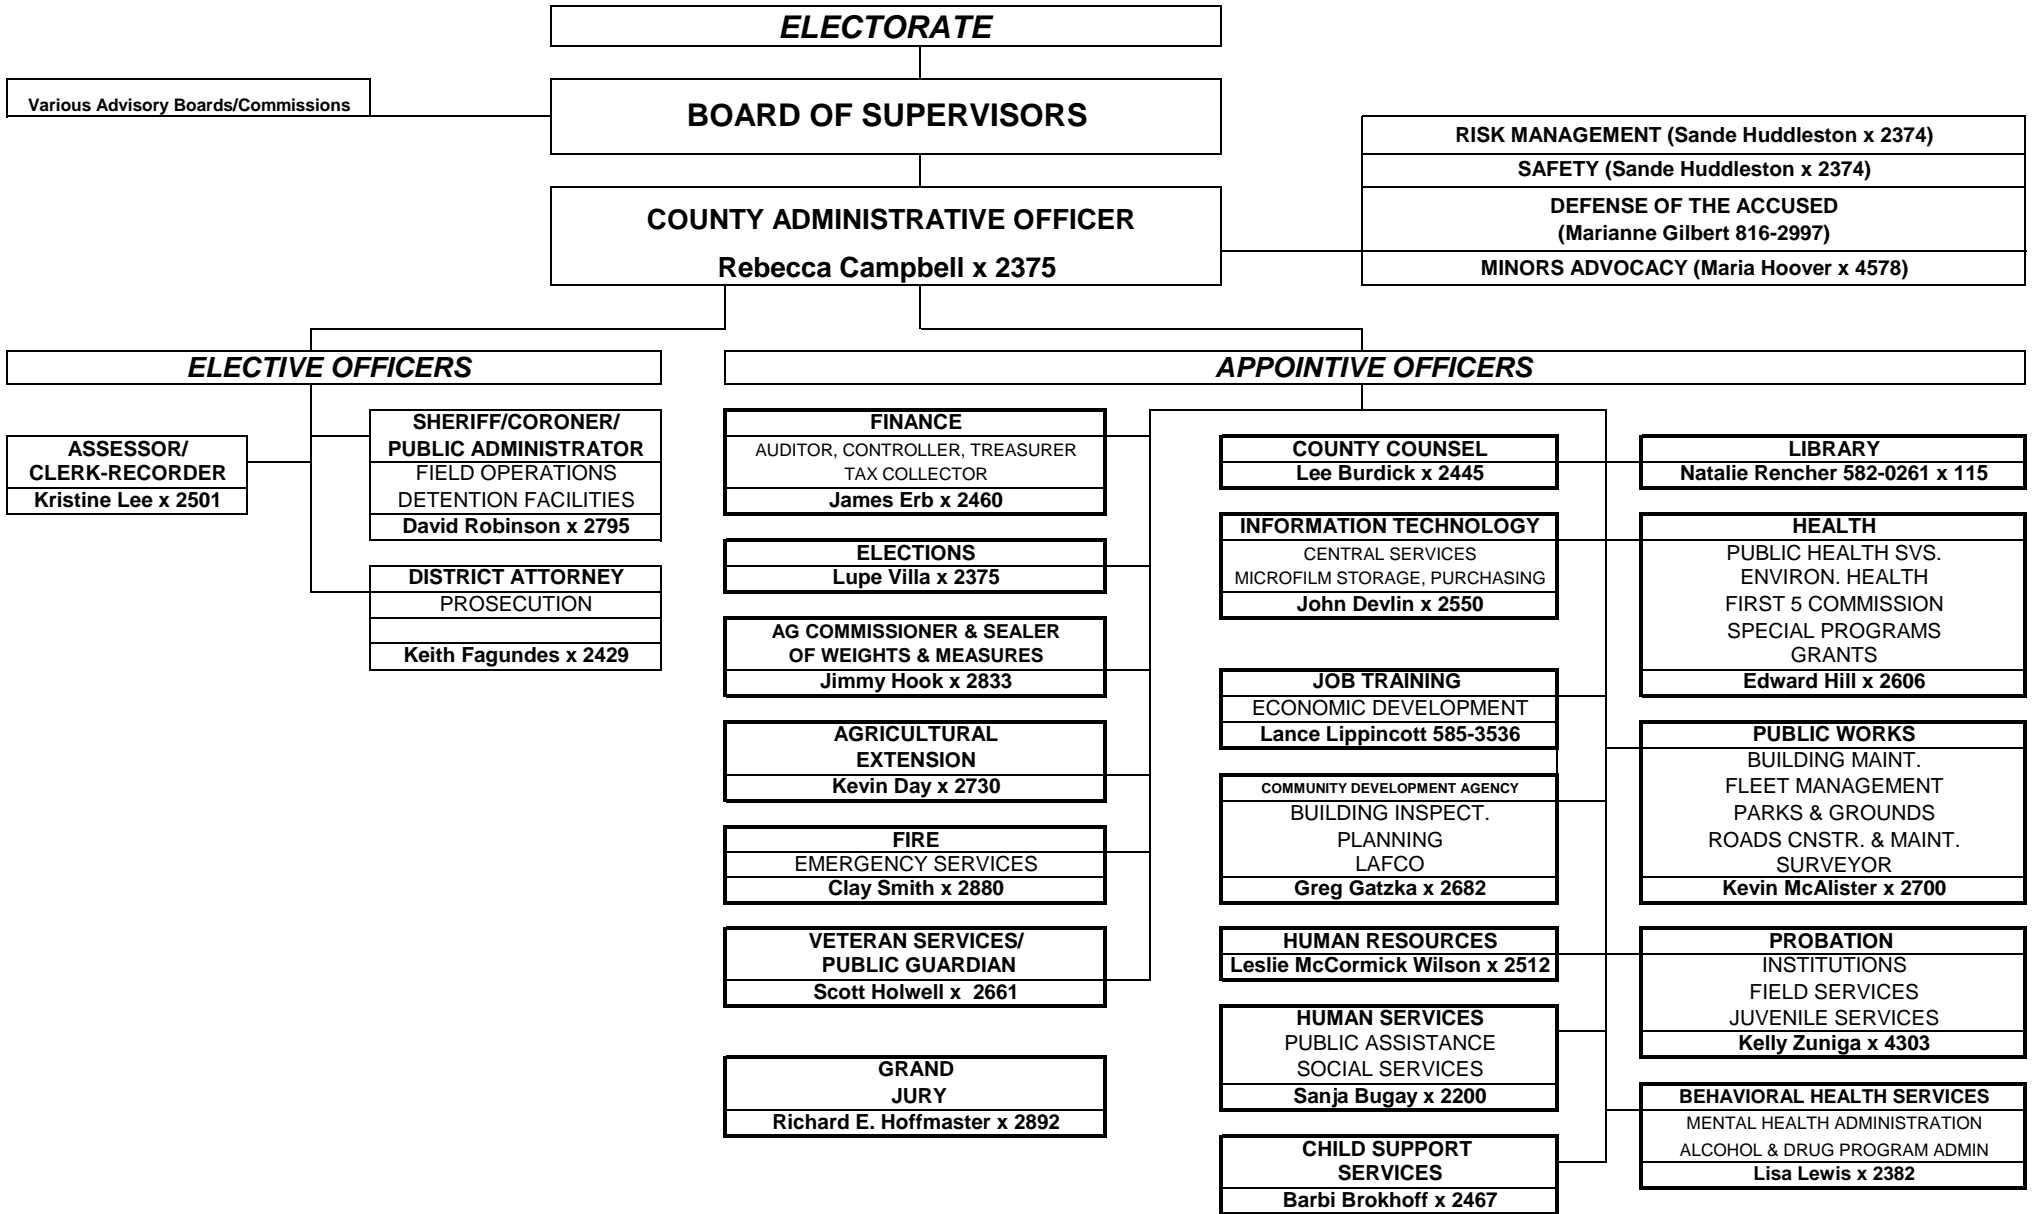 ELECTORATE
Various Advisory Boards/Commissions
BOARD OF SUPERVISORS
RISK MANAGEMENT (Sande Huddleston x 2374)
SAFETY (Sande Huddleston x 2374)
DEFENSE OF THE ACCUSED
(Marianne Gilbert 816-2997)
MINORS ADVOCACY (Maria Hoover x 4578)
COUNTY ADMINISTRATIVE OFFICER
Rebecca Campbell x 2375
ELECTIVE OFFICERS
ASSESSOR/
CLERK-RECORDER
Kristine Lee x 2501
SHERIFF/CORONER/
PUBLIC ADMINISTRATOR
FIELD OPERATIONS
DETENTION FACILITIES
David Robinson x 2795
DISTRICT ATTORNEY
PROSECUTION
Keith Fagundes x 2429
APPOINTIVE OFFICERS
FINANCE
AUDITOR, CONTROLLER, TREASURER
TAX COLLECTOR
James Erb x 2460
ELECTIONS
Lupe Villa x 2375
AG COMMISSIONER & SEALER
OF WEIGHTS & MEASURES
Jimmy Hook x 2833
AGRICULTURAL
EXTENSION
Kevin Day x 2730
FIRE
EMERGENCY SERVICES
Clay Smith x 2880
VETERAN SERVICES/
PUBLIC GUARDIAN
Scott Holwell x 2661
GRAND
JURY
Richard E. Hoffmaster x 2892
COUNTY COUNSEL
Lee Burdick x 2445
INFORMATION TECHNOLOGY
CENTRAL SERVICES
MICROFILM STORAGE, PURCHASING
John Devlin x 2550
JOB TRAINING
ECONOMIC DEVELOPMENT
Lance Lippincott 585-3536
COMMUNITY DEVELOPMENT AGENCY
BUILDING INSPECT.
PLANNING
LAFCO
Greg Gatzka x 2682
HUMAN RESOURCES
Leslie McCormick Wilson x 2512
HUMAN SERVICES
PUBLIC ASSISTANCE
SOCIAL SERVICES
Sanja Bugay x 2200
CHILD SUPPORT
SERVICES
Barbi Brokhoff x 2467
LIBRARY
Natalie Rencher 582-0261 x 115
HEALTH
PUBLIC HEALTH SVS.
ENVIRON. HEALTH
FIRST 5 COMMISSION
SPECIAL PROGRAMS
GRANTS
Edward Hill x 2606
PUBLIC WORKS
BUILDING MAINT.
FLEET MANAGEMENT
PARKS & GROUNDS
ROADS CNSTR. & MAINT.
SURVEYOR
Kevin McAlister x 2700
PROBATION
INSTITUTIONS
FIELD SERVICES
JUVENILE SERVICES
Kelly Zuniga x 4303
BEHAVIORAL HEALTH SERVICES
MENTAL HEALTH ADMINISTRATION
ALCOHOL & DRUG PROGRAM ADMIN
Lisa Lewis x 2382